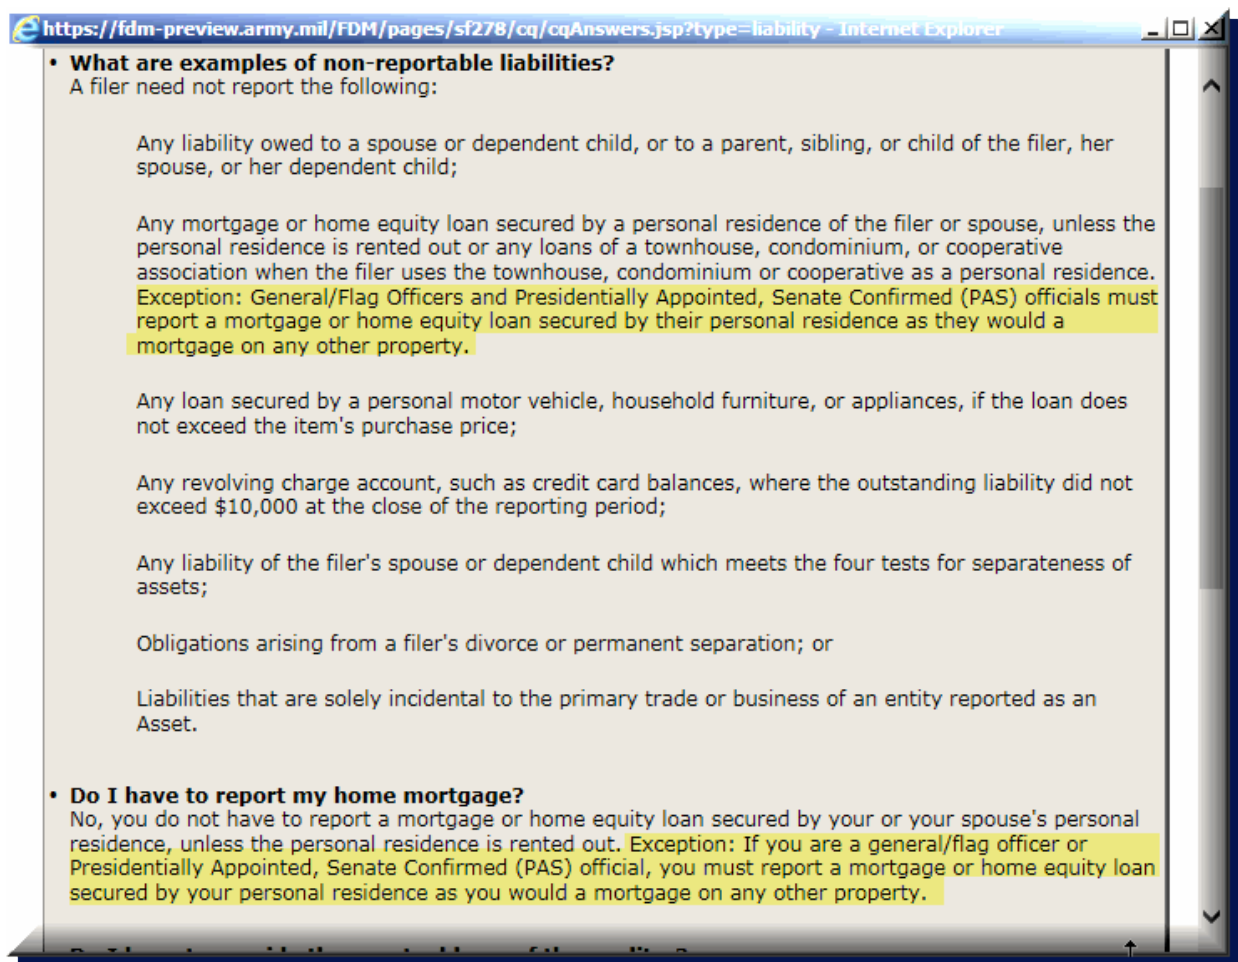 https://fdm-preview.army.mil/FDM/pages/sf278/cq/cqAnswers.jsp?type=liability - Internet Explorer
• What are examples of non-reportable liabilities?
A filer need not report the following:
Any liability owed to a spouse or dependent child, or to a parent, sibling, or child of the filer, her
spouse, or her dependent child;
Any mortgage or home equity loan secured by a personal residence of the filer or spouse, unless the
personal residence is rented out or any loans of a townhouse, condominium, or cooperative
association when the filer uses the townhouse, condominium or cooperative as a personal residence.
Exception: General/Flag Officers and Presidentially Appointed, Senate Confirmed (PAS) officials must
report a mortgage or home equity loan secured by their personal residence as they would a
mortgage on any other property.
Any loan secured by a personal motor vehicle, household furniture, or appliances, if the loan does
not exceed the item's purchase price;
Any revolving charge account, such as credit card balances, where the outstanding liability did not
exceed $10,000 at the close of the reporting period;
Any liability of the filer's spouse or dependent child which meets the four tests for separateness of
assets;
Obligations arising from a filer's divorce or permanent separation; or
Liabilities that are solely incidental to the primary trade or business of an entity reported as an
Asset.
• Do I have to report my home mortgage?
No, you do not have to report a mortgage or home equity loan secured by your or your spouse's personal
residence, unless the personal residence is rented out. Exception: If you are a general/flag officer or
Presidentially Appointed, Senate Confirmed (PAS) official, you must report a mortgage or home equity loan
secured by your personal residence as you would a mortgage on any other property.